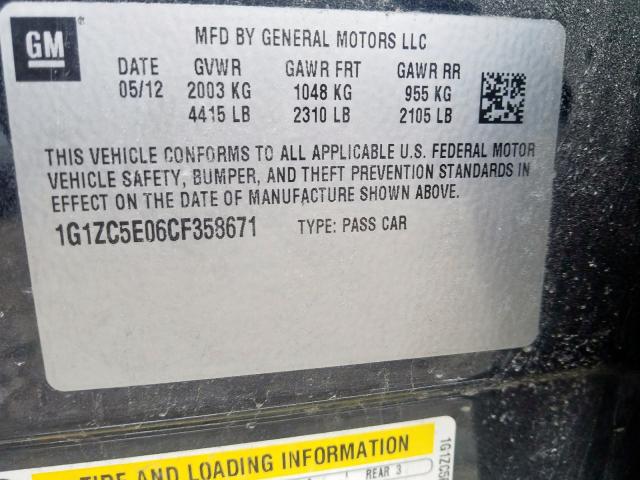 GM
MFD BY GENERAL MOTORS LLC
DATE GVWR GAWR FRT GAWR RR
05/12 2003 KG 1048 KG 955 KG
4415 LB 2310 LB 2105 LB
THIS VEHICLE CONFORMS TO ALL APPLICABLE U.S. FEDERAL MOTOR
VEHICLE SAFETY, BUMPER, AND THEFT PREVENTION STANDARDS IN
EFFECT ON THE DATE OF MANUFACTURE SHOWN ABOVE.
1G1ZC5E06CF358671 TYPE: PASS CAR
TIRE AND LOADING INFORMATION
REAR 3
1G1ZC5